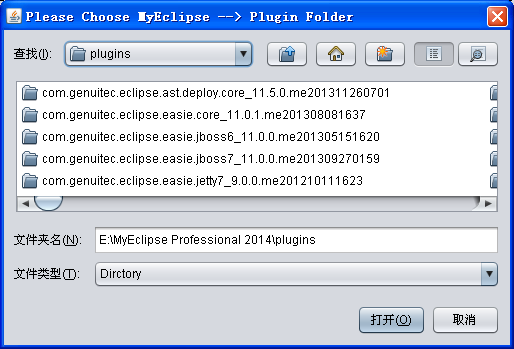 Please Choose MyEclipse --> Plugin Folder
查找(I): plugins
com.genuitec.eclipse.ast.deploy.core_11.5.0.me201311260701
com.genuitec.eclipse.easie.core_11.0.1.me201308081637
com.genuitec.eclipse.easie.jboss6_11.0.0.me201305151620
com.genuitec.eclipse.easie.jboss7_11.0.0.me201309270159
com.genuitec.eclipse.easie.jetty7_9.0.0.me201210111623
文件夹名(N): E:\MyEclipse Professional 2014\plugins
文件类型(T): Dirctory
打开(O) 取消